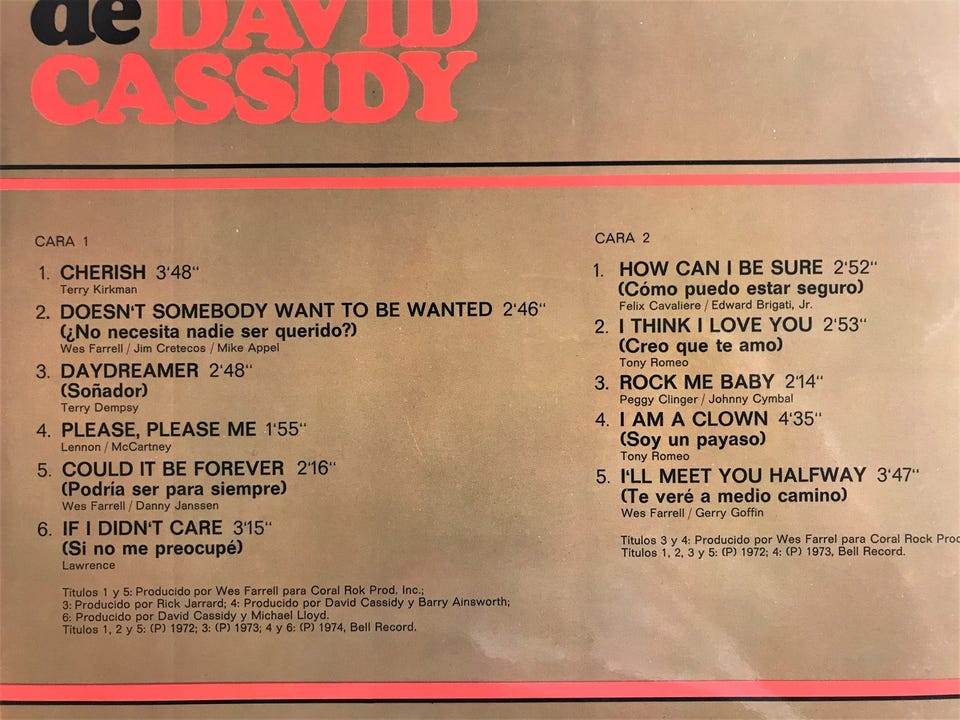 de DAVID
CASSIDY
CARA 1
1. CHERISH 3'48"
Terry Kirkman
2. DOESN'T SOMEBODY WANT TO BE WANTED 2'46"
(¿No necesita nadie ser querido?)
Wes Farrell / Jim Cretecos / Mike Appel
3. DAYDREAMER 2'48"
(Soñador)
Terry Dempsy
4. PLEASE, PLEASE ME 1'55"
Lennon / McCartney
5. COULD IT BE FOREVER 2'16"
(Podría ser para siempre)
Wes Farrell / Danny Janssen
6. IF I DIDN'T CARE 3'15"
(Si no me preocupé)
Lawrence
Titulos 1 y 5: Producido por Wes Farrell para Coral Rok Prod. Inc.;
3: Producido por Rick Jarrard; 4: Producido por David Cassidy y Barry Ainsworth;
6: Producido por David Cassidy y Michael Lloyd.
Titulos 1, 2 y 5: (P) 1972; 3: (P) 1973; 4 y 6: (P) 1974, Bell Record.
CARA 2
1. HOW CAN I BE SURE 2'52"
(Cómo puedo estar seguro)
Felix Cavaliere / Edward Brigati, Jr.
2. I THINK I LOVE YOU 2'53"
(Creo que te amo)
Tony Romeo
3. ROCK ME BABY 2'14"
Peggy Clinger / Johnny Cymbal
4. I AM A CLOWN 4'35"
(Soy un payaso)
Tony Romeo
5. I'LL MEET YOU HALFWAY 3'47"
(Te veré a medio camino)
Wes Farrell / Gerry Goffin
Titulos 3 y 4: Producido por Wes Farrel para Coral Rock Proc
Titulos 1, 2, 3 y 5: (P) 1972; 4: (P) 1973, Bell Record.